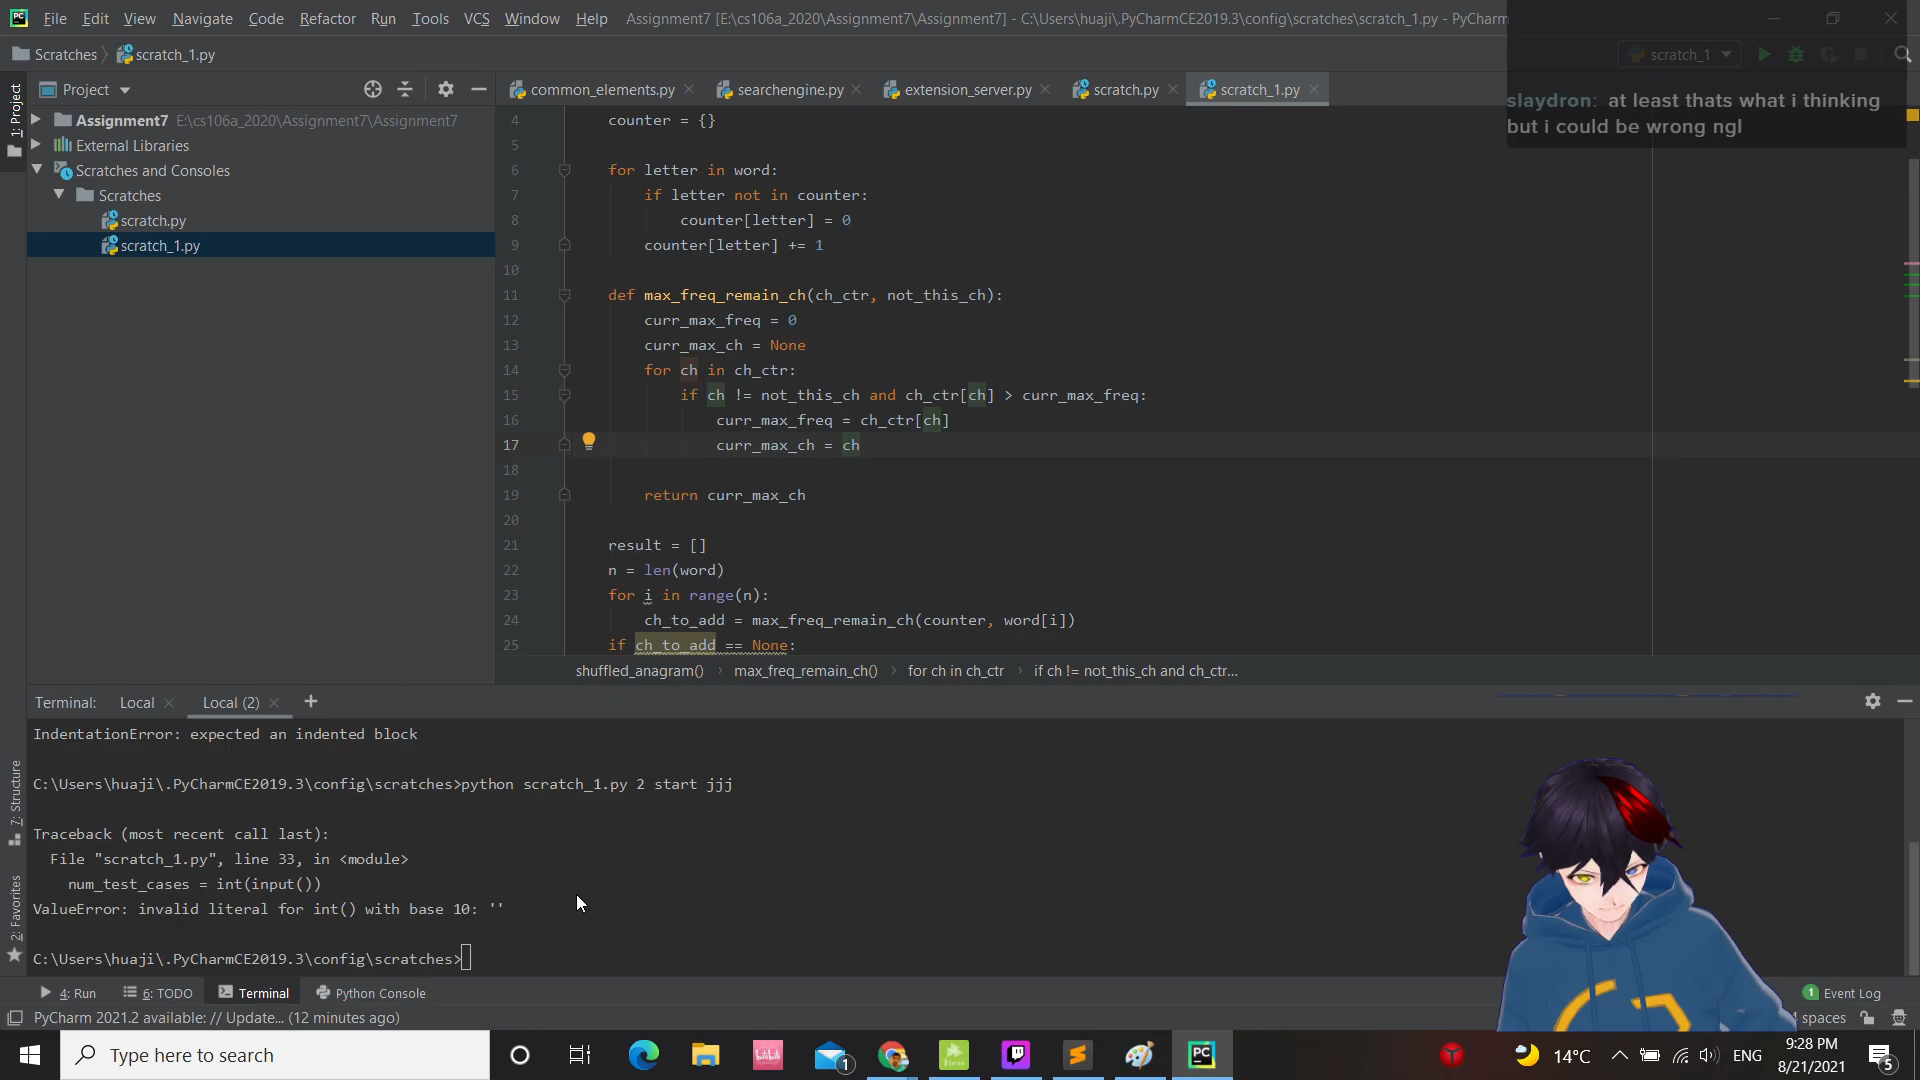 File Edit View Navigate Code Refactor Run Tools VCS Window Help Assignment7 [E:\cs106a_2020\Assignment7\Assignment7] - C:\Users\huaji\.PyCharmCE2019.3\config\scratches\scratch_1.py - PyCharm
Scratches scratch_1.py scratch_1
Project common_elements.py searchengine.py extension_server.py scratch.py scratch_1.py
slaydron: at least thats what i thinking
but i could be wrong ngl
1: Project
Assignment7 E:\cs106a_2020\Assignment7\Assignment7
External Libraries
Scratches and Consoles
Scratches
scratch.py
scratch_1.py
4 counter = {}
5
6 for letter in word:
7 if letter not in counter:
8 counter[letter] = 0
9 counter[letter] += 1
10
11 def max_freq_remain_ch(ch_ctr, not_this_ch):
12 curr_max_freq = 0
13 curr_max_ch = None
14 for ch in ch_ctr:
15 if ch != not_this_ch and ch_ctr[ch] > curr_max_freq:
16 curr_max_freq = ch_ctr[ch]
17 curr_max_ch = ch
18
19 return curr_max_ch
20
21 result = []
22 n = len(word)
23 for i in range(n):
24 ch_to_add = max_freq_remain_ch(counter, word[i])
25 if ch_to_add == None:
shuffled_anagram() max_freq_remain_ch() for ch in ch_ctr if ch != not_this_ch and ch_ctr...
Terminal: Local Local (2) +
IndentationError: expected an indented block
C:\Users\huaji\.PyCharmCE2019.3\config\scratches>python scratch_1.py 2 start jjj
Traceback (most recent call last):
File "scratch_1.py", line 33, in <module>
num_test_cases = int(input())
ValueError: invalid literal for int() with base 10: ''
C:\Users\huaji\.PyCharmCE2019.3\config\scratches>
7: Structure
2: Favorites
4: Run 6: TODO Terminal Python Console 1 Event Log
PyCharm 2021.2 available: // Update... (12 minutes ago) spaces
Type here to search
1
PC
14°C ENG
9:28 PM
8/21/2021
5